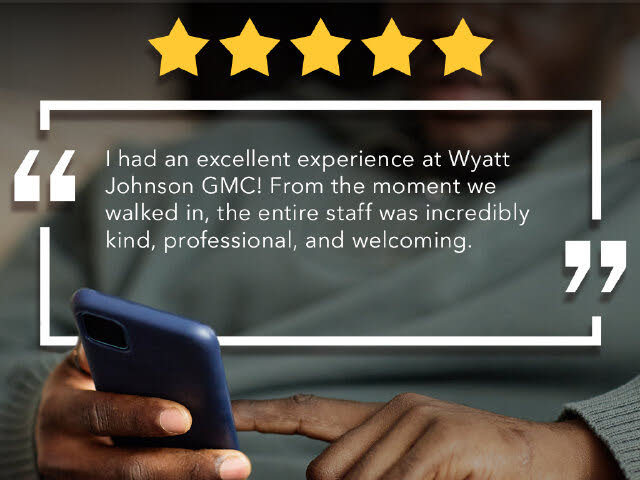 I had an excellent experience at Wyatt
Johnson GMC! From the moment we
walked in, the entire staff was incredibly
kind, professional, and welcoming.